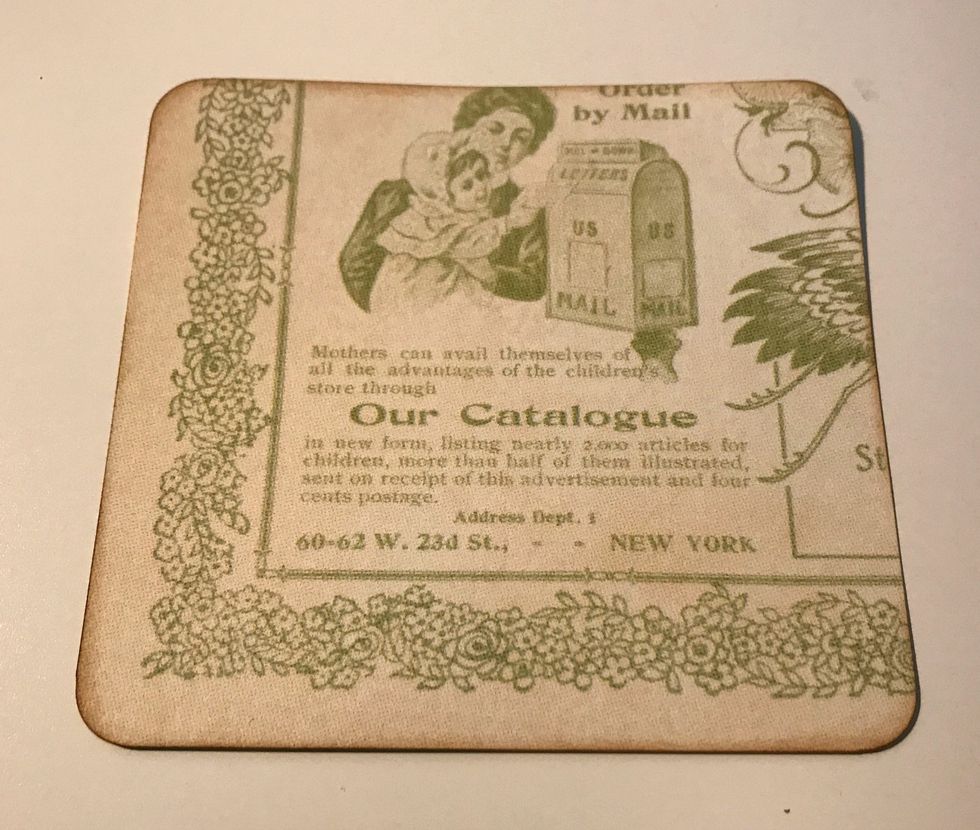 Order
by Mail
LETTERS
US
US
MAIL
MAIL
Mothers can avail themselves of
all the advantages of the children's
store through
Our Catalogue
in new form, listing nearly 2,000 articles for
children, more than half of them illustrated,
sent on receipt of this advertisement and four
cents postage.
Address Dept. 1
60-62 W. 23d St., - - NEW YORK
St